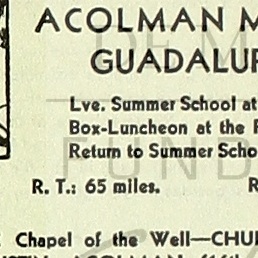 ACOLMAN
GUADALUP
Lve. Summer School at
Box-Luncheon at the
Return to Summer Scho
R. T.: 65 miles. R
Chapel of the Well—CHU
ACOLMAN